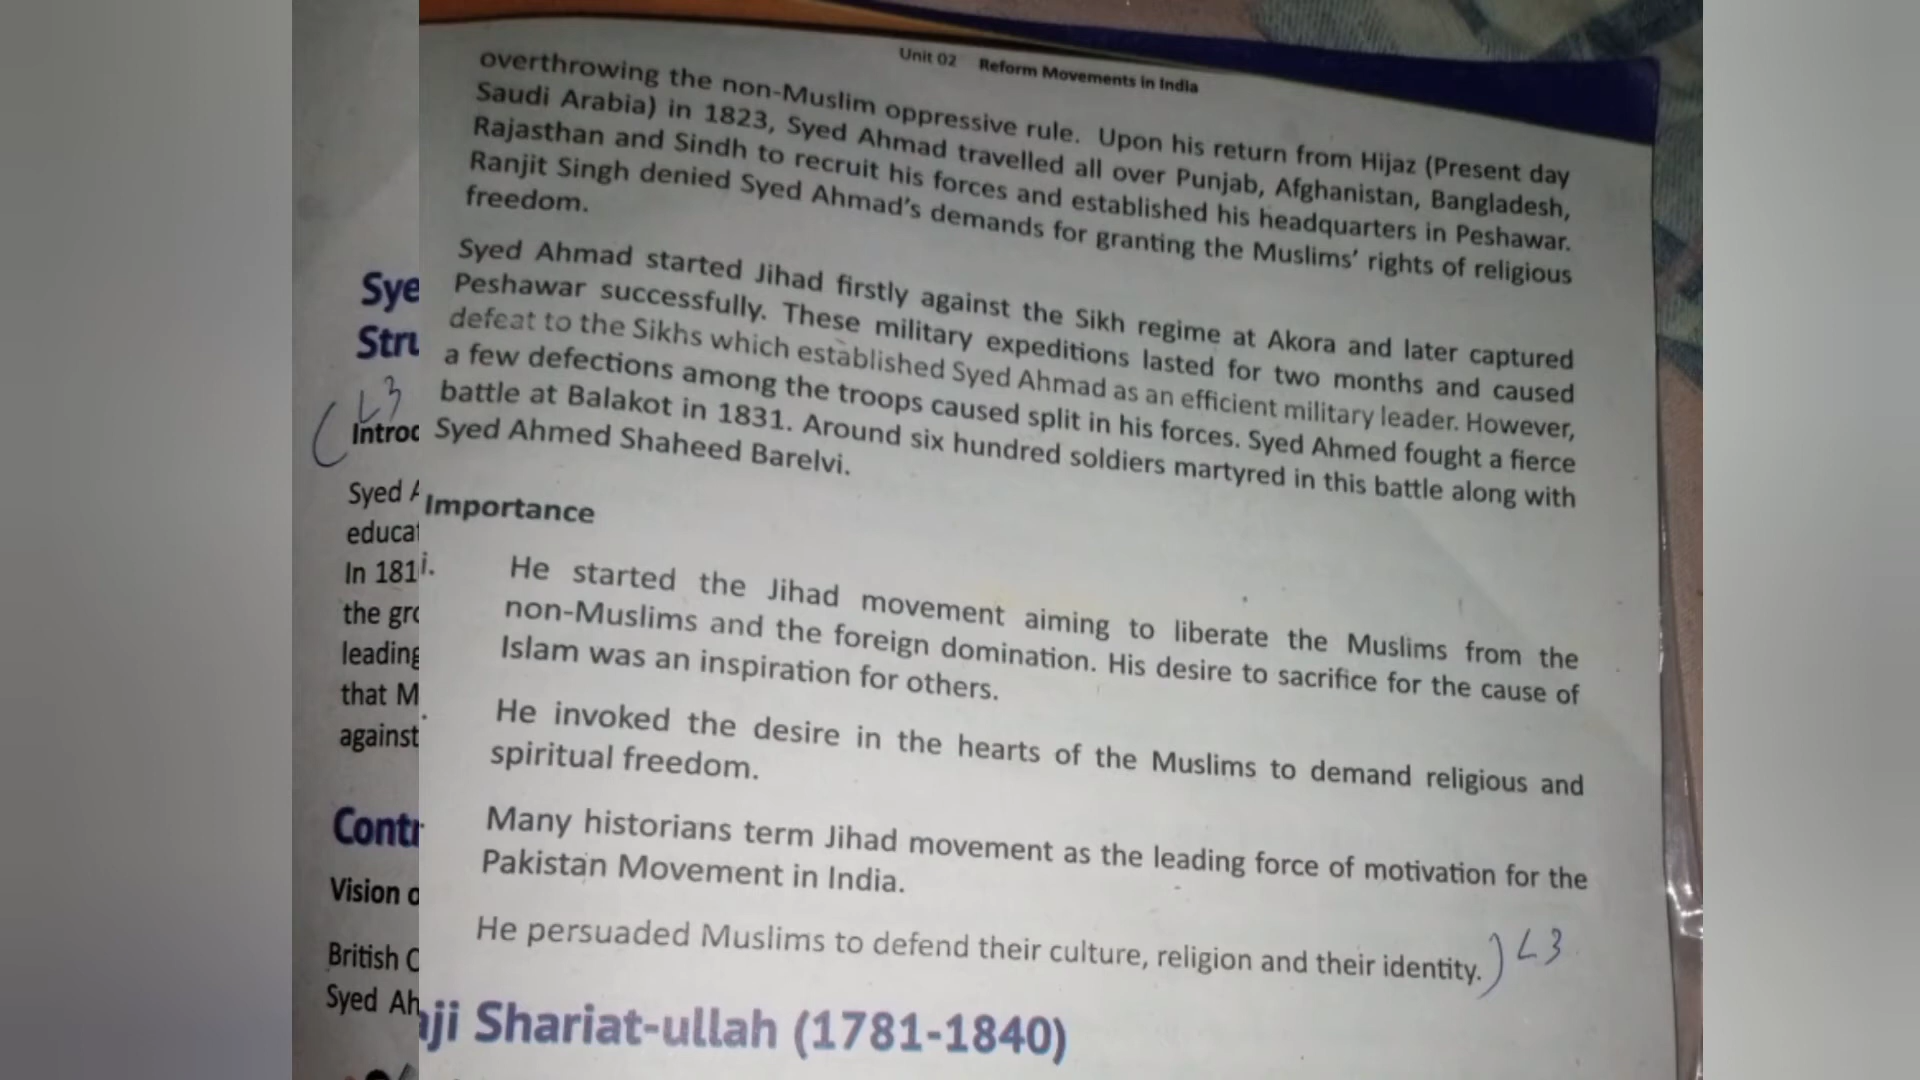 Unit 02 Reform Movements in India
overthrowing the non-Muslim oppressive rule. Upon his return from Hijaz (Present day
Saudi Arabia) in 1823, Syed Ahmad travelled all over Punjab, Afghanistan, Bangladesh,
Rajasthan and Sindh to recruit his forces and established his headquarters in Peshawar.
Ranjit Singh denied Syed Ahmad's demands for granting the Muslims' rights of religious
freedom.
Syed Ahmad started Jihad firstly against the Sikh regime at Akora and later captured
Peshawar successfully. These military expeditions lasted for two months and caused
defeat to the Sikhs which established Syed Ahmad as an efficient military leader. However,
a few defections among the troops caused split in his forces. Syed Ahmed fought a fierce
battle at Balakot in 1831. Around six hundred soldiers martyred in this battle along with
Syed Ahmed Shaheed Barelvi.
Importance
i. He started the Jihad movement aiming to liberate the Muslims from the
non-Muslims and the foreign domination. His desire to sacrifice for the cause of
Islam was an inspiration for others.
He invoked the desire in the hearts of the Muslims to demand religious and
spiritual freedom.
Many historians term Jihad movement as the leading force of motivation for the
Pakistan Movement in India.
He persuaded Muslims to defend their culture, religion and their identity.) L3
aji Shariat-ullah (1781-1840)
Sye
Stru
L3
(Introd
Syed A
educat
In 181
the gro
leading
that M
against
Contr
Vision o
British C
Syed Ah